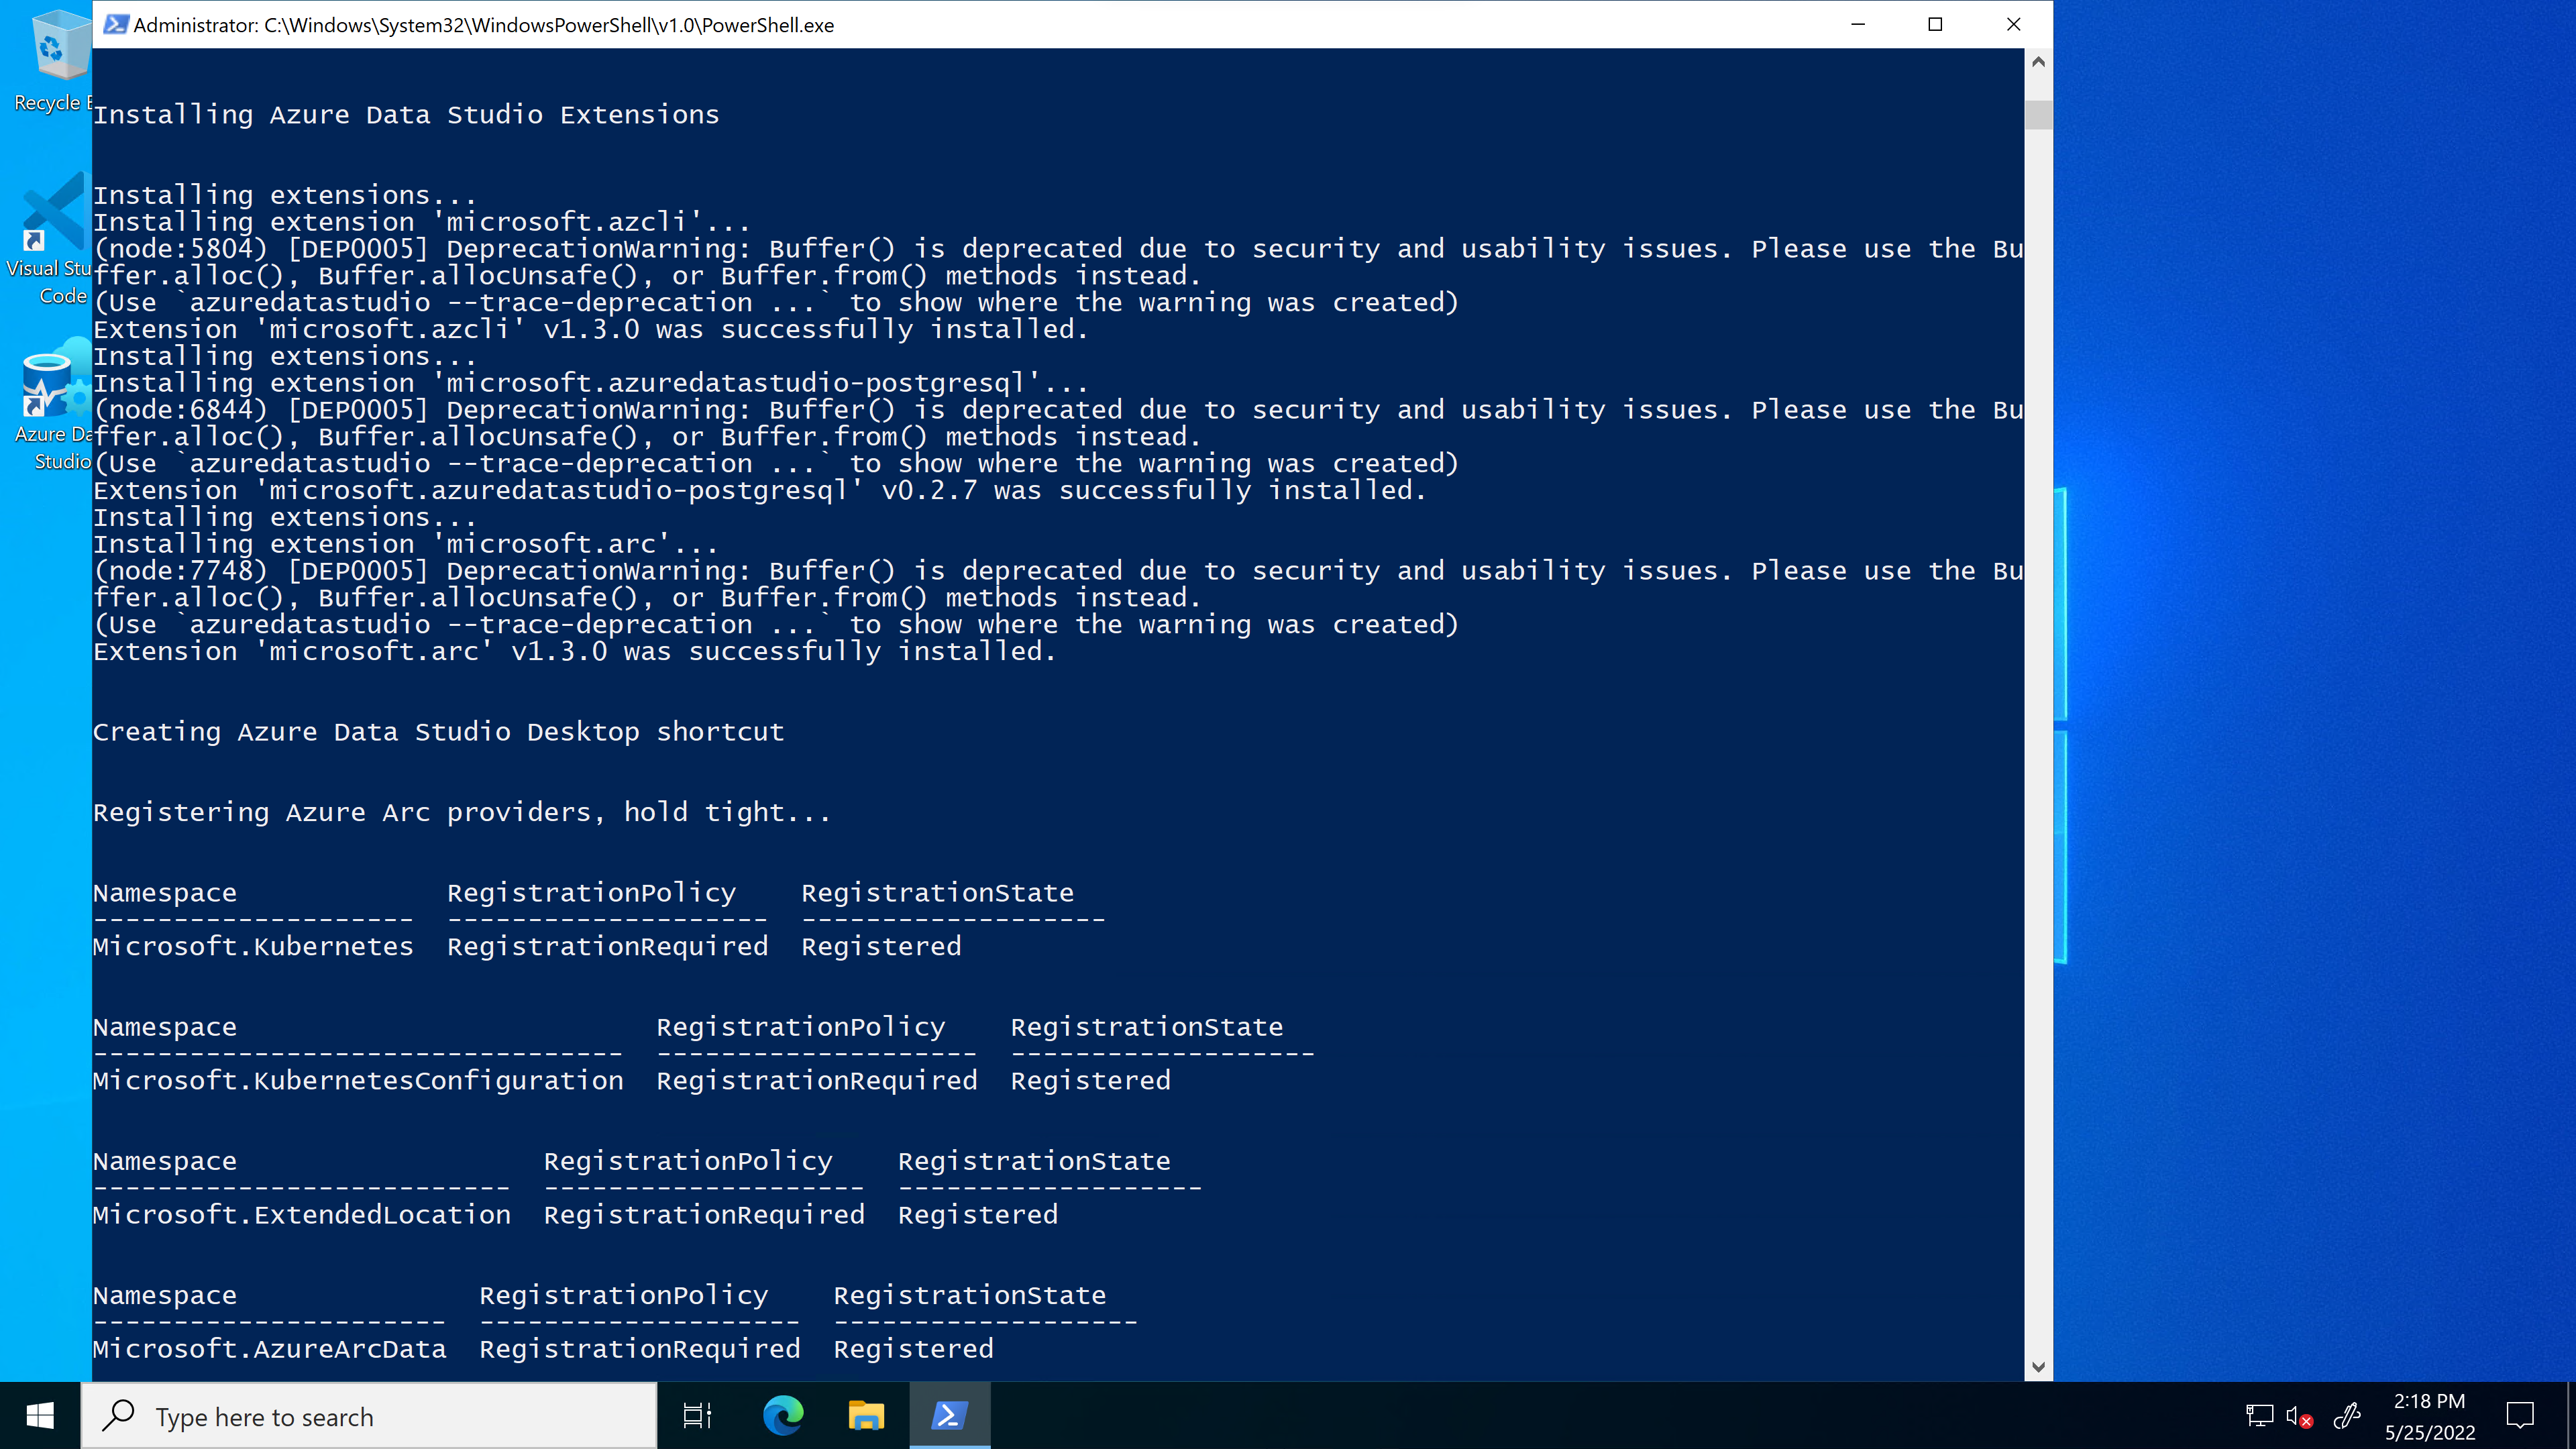 Administrator: C:\Windows\System32\WindowsPowerShell\v1.0\PowerShell.exe
Recycle
Visual Stu
Code
Azure Da
Studio
Installing Azure Data Studio Extensions
Installing extensions...
Installing extension 'microsoft.azcli'...
(node:5804) [DEP0005] DeprecationWarning: Buffer() is deprecated due to security and usability issues. Please use the Bu
ffer.alloc(), Buffer.allocUnsafe(), or Buffer.from() methods instead.
(Use `azuredatastudio --trace-deprecation ...` to show where the warning was created)
Extension 'microsoft.azcli' v1.3.0 was successfully installed.
Installing extensions...
Installing extension 'microsoft.azuredatastudio-postgresql'...
(node:6844) [DEP0005] DeprecationWarning: Buffer() is deprecated due to security and usability issues. Please use the Bu
ffer.alloc(), Buffer.allocUnsafe(), or Buffer.from() methods instead.
(Use `azuredatastudio --trace-deprecation ...` to show where the warning was created)
Extension 'microsoft.azuredatastudio-postgresql' v0.2.7 was successfully installed.
Installing extensions...
Installing extension 'microsoft.arc'...
(node:7748) [DEP0005] DeprecationWarning: Buffer() is deprecated due to security and usability issues. Please use the Bu
ffer.alloc(), Buffer.allocUnsafe(), or Buffer.from() methods instead.
(Use `azuredatastudio --trace-deprecation ...` to show where the warning was created)
Extension 'microsoft.arc' v1.3.0 was successfully installed.
Creating Azure Data Studio Desktop shortcut
Registering Azure Arc providers, hold tight...
Namespace RegistrationPolicy RegistrationState
-------------------- -------------------- -------------------
Microsoft.Kubernetes RegistrationRequired Registered
Namespace RegistrationPolicy RegistrationState
--------------------------------- -------------------- -------------------
Microsoft.KubernetesConfiguration RegistrationRequired Registered
Namespace RegistrationPolicy RegistrationState
-------------------------- -------------------- -------------------
Microsoft.ExtendedLocation RegistrationRequired Registered
Namespace RegistrationPolicy RegistrationState
---------------------- -------------------- -------------------
Microsoft.AzureArcData RegistrationRequired Registered
Type here to search
2:18 PM
5/25/2022